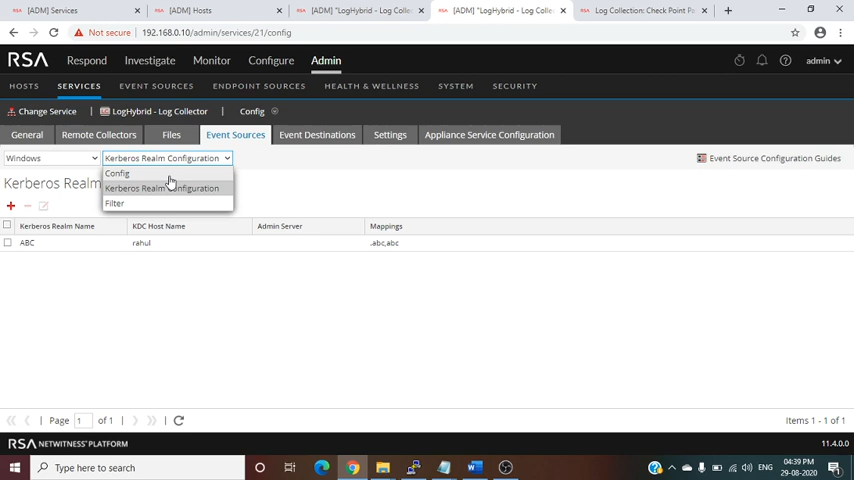 [ADM] Services
[ADM] Hosts
[ADM] "LogHybrid - Log Colle
[ADM] "LogHybrid - Log Colle
Log Collection: Check Point Pa
Not secure | 192.168.0.10/admin/services/21/config
RSA Respond Investigate Monitor Configure Admin admin
HOSTS SERVICES EVENT SOURCES ENDPOINT SOURCES HEALTH & WELLNESS SYSTEM SECURITY
Change Service | LogHybrid - Log Collector | Config
General Remote Collectors Files Event Sources Event Destinations Settings Appliance Service Configuration
Windows Kerberos Realm Configuration Event Source Configuration Guides
Config
Kerberos Realm
Kerberos Realm Configuration
Filter
Kerberos Realm Name KDC Host Name Admin Server Mappings
ABC rahul .abc,abc
Page 1 of 1 Items 1 - 1 of 1
RSA NETWITNESS PLATFORM 11.4.0.0
Type here to search
ENG
04:39 PM
29-08-2020